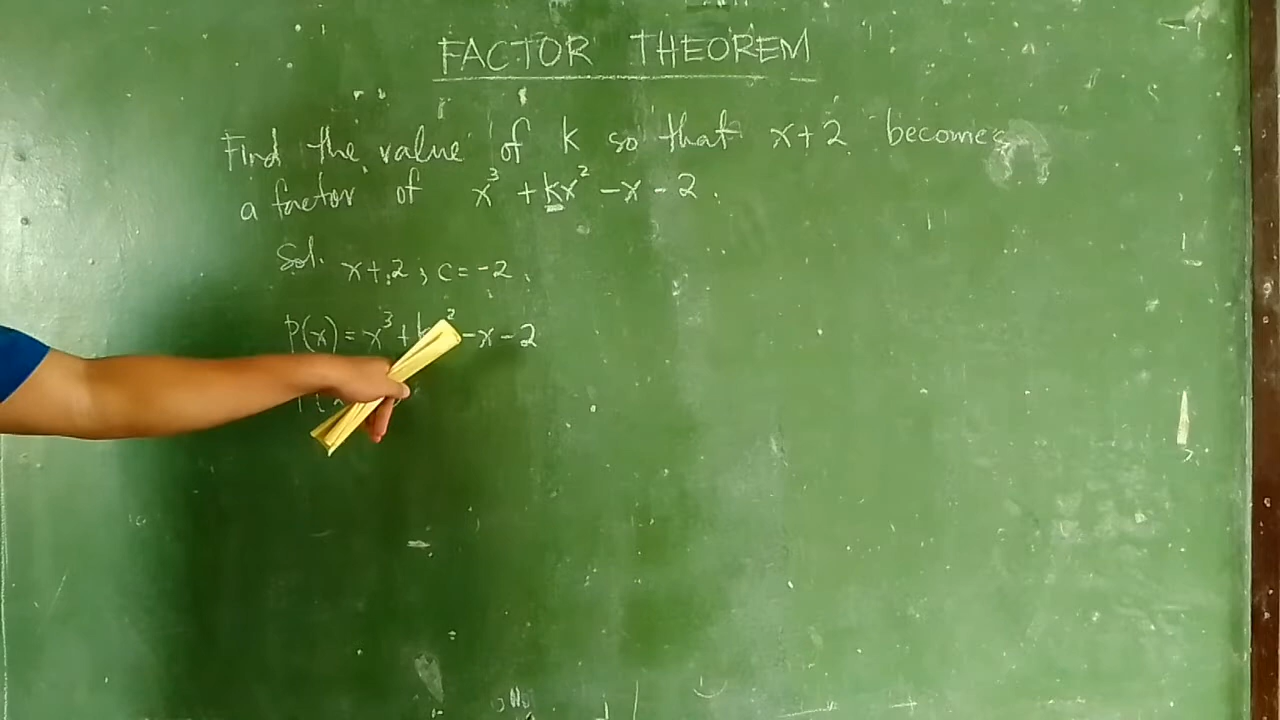 FACTOR THEOREM
Find the value of k so that x+2 becomes
a factor of x³ + kx² - x - 2.
Sol. x+2; c = -2.
P(x) = x³ + k ² - x - 2